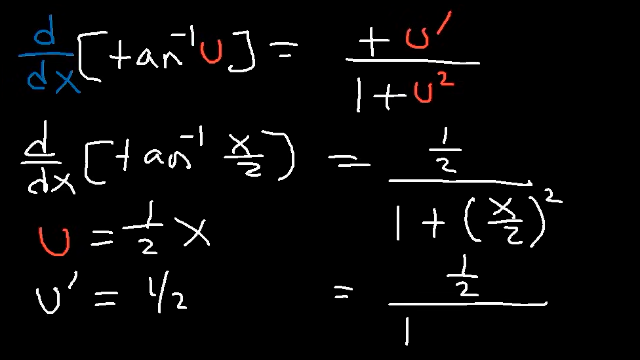 d/dx [tan⁻¹ u] = + u′ / 1 + u²
d/dx [tan⁻¹ x/2) = 1/2 / 1 + (x/2)²
u = 1/2 x
u′ = 1/2 = 1/2 / 1